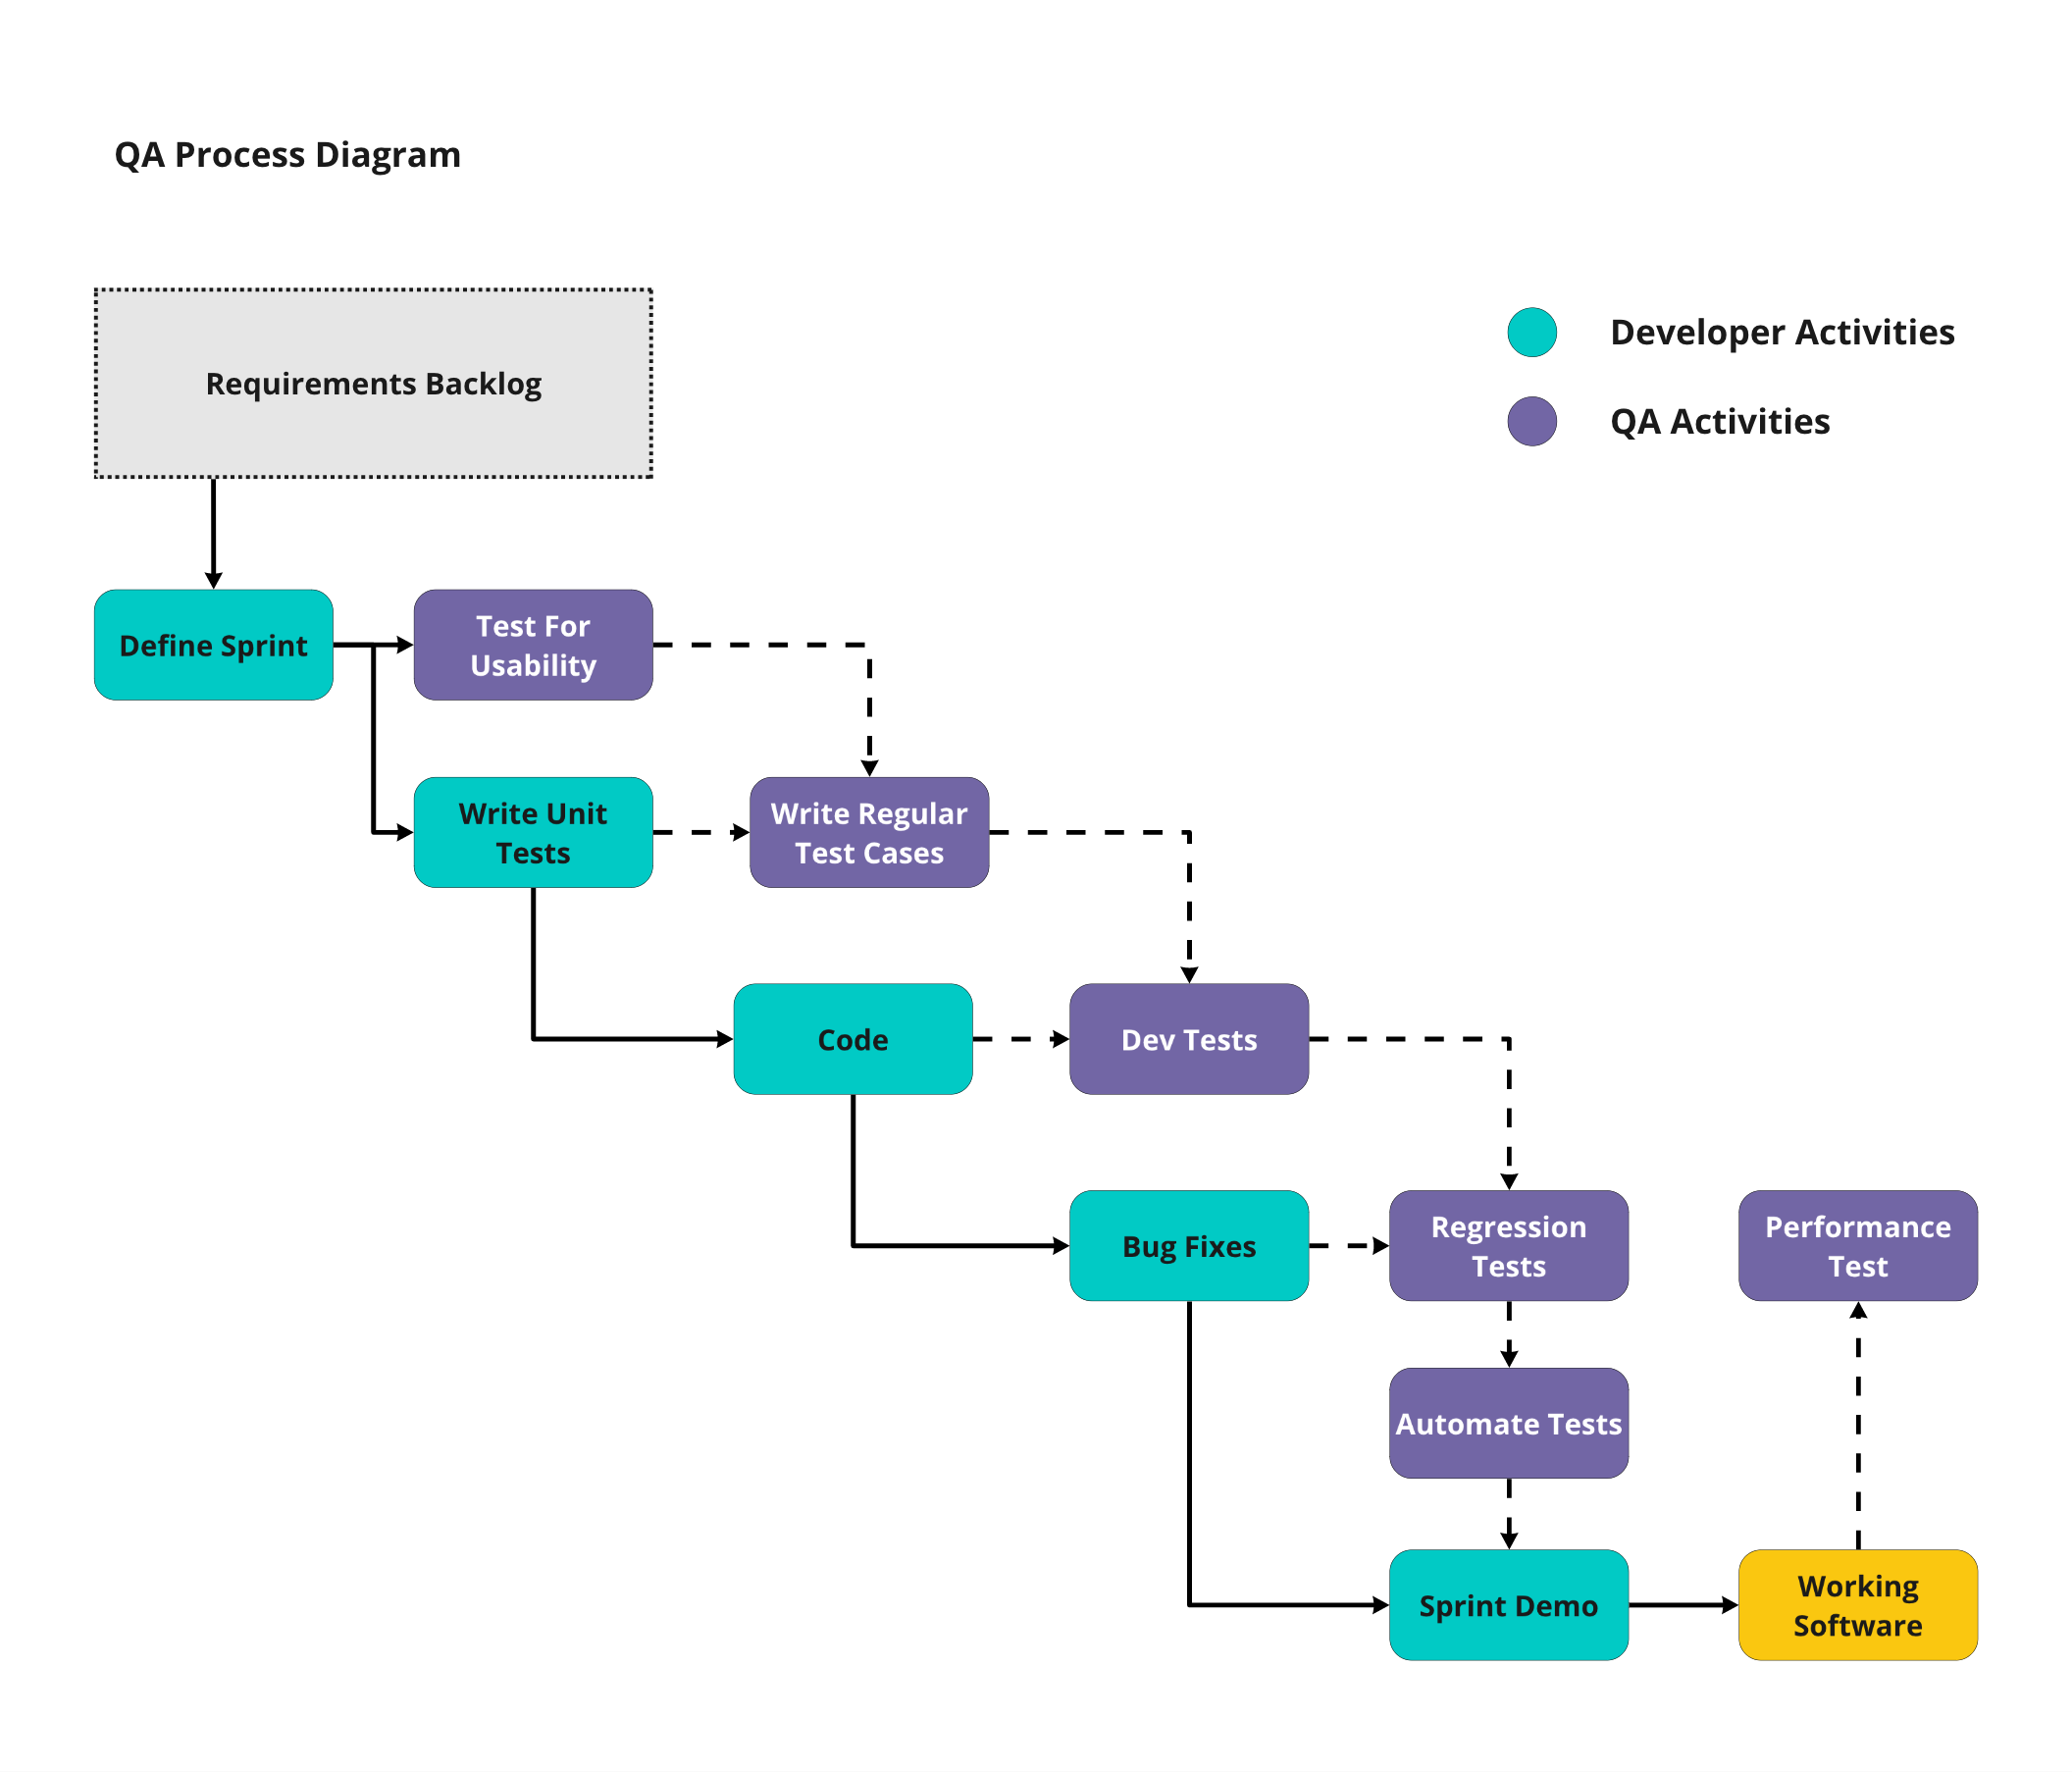 QA Process Diagram
Requirements Backlog
Developer Activities
QA Activities
Define Sprint
Test For
Usability
Write Unit
Tests
Write Regular
Test Cases
Code
Dev Tests
Bug Fixes
Regression
Tests
Performance
Test
Automate Tests
Sprint Demo
Working
Software